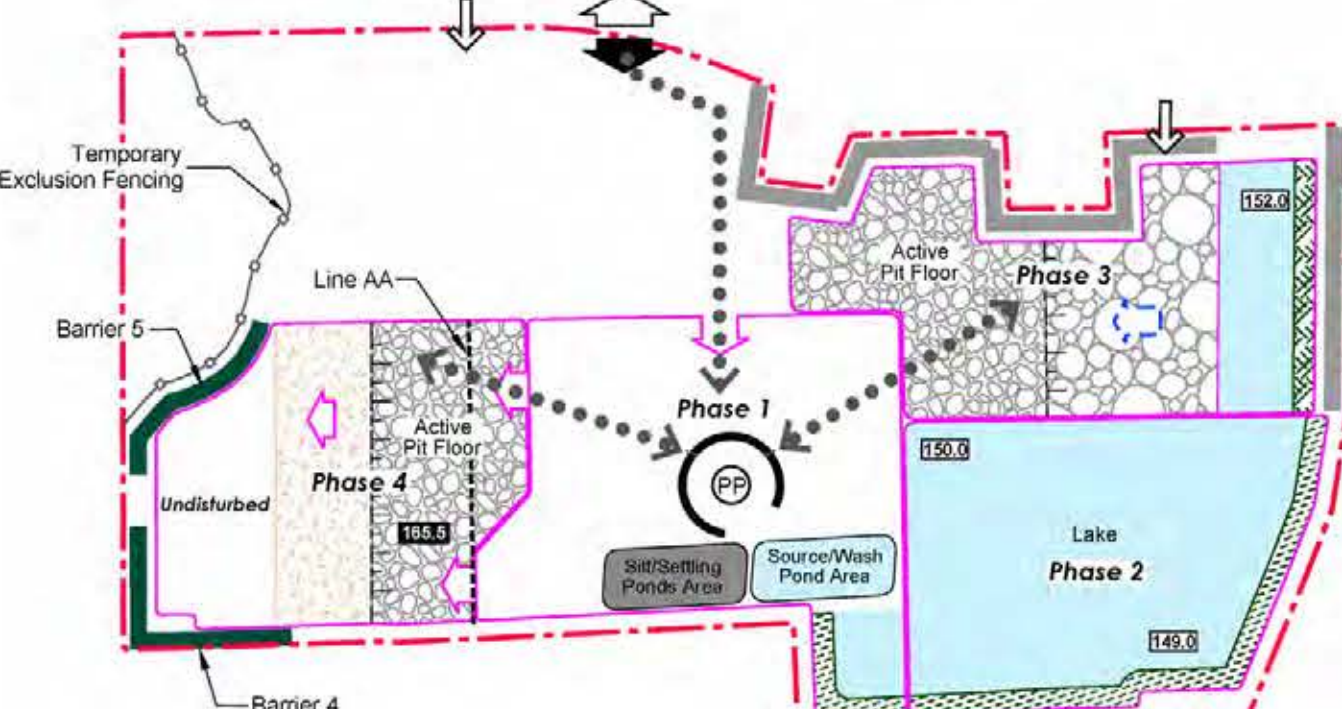 Temporary
Exclusion Fencing
152.0
Line AA
Active
Pit Floor
Phase 3
Barrier 5
Phase 1
Active
Pit Floor
150.0
Phase 4
PP
Undisturbed
165.5
Lake
Silt/Settling
Ponds Area
Source/Wash
Pond Area
Phase 2
149.0
Barrier 4